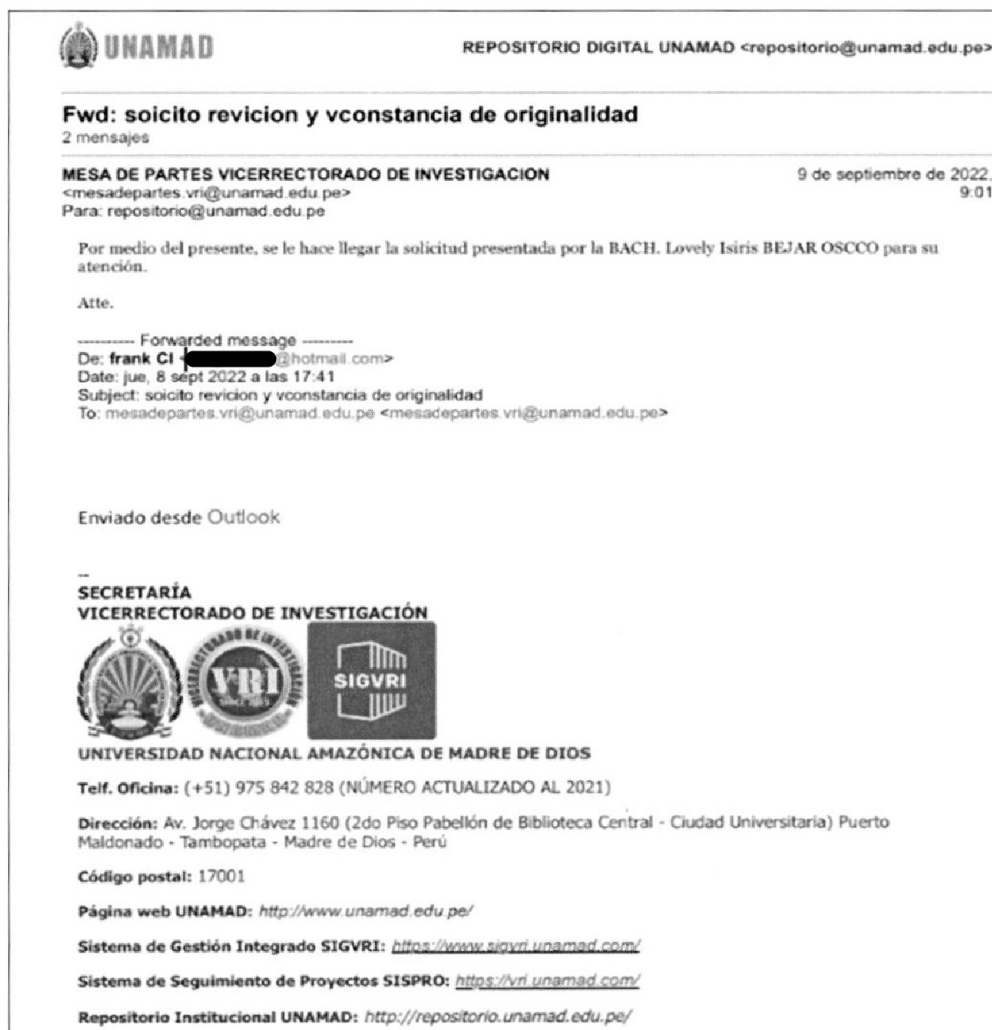 UNAMAD
REPOSITORIO DIGITAL UNAMAD <repositorio@unamad.edu.pe>
Fwd: soicito revicion y vconstancia de originalidad
2 mensajes
MESA DE PARTES VICERRECTORADO DE INVESTIGACION
<mesadepartes.vri@unamad.edu.pe>
Para: repositorio@unamad.edu.pe
9 de septiembre de 2022,
9:01
Por medio del presente, se le hace llegar la solicitud presentada por la BACH. Lovely Isiris BEJAR OSCCO para su
atención.
Atte.
---------- Forwarded message ---------
De: frank Cl < @hotmail.com>
Date: jue, 8 sept 2022 a las 17:41
Subject: soicito revicion y vconstancia de originalidad
To: mesadepartes.vri@unamad.edu.pe <mesadepartes.vri@unamad.edu.pe>
Enviado desde Outlook
--
SECRETARÍA
VICERRECTORADO DE INVESTIGACIÓN
VICERRECTORADO DE INVESTIGACIÓN
VRI
SIGVRI
UNIVERSIDAD NACIONAL AMAZÓNICA DE MADRE DE DIOS
Telf. Oficina: (+51) 975 842 828 (NÚMERO ACTUALIZADO AL 2021)
Dirección: Av. Jorge Chávez 1160 (2do Piso Pabellón de Biblioteca Central - Ciudad Universitaria) Puerto
Maldonado - Tambopata - Madre de Dios - Perú
Código postal: 17001
Página web UNAMAD: http://www.unamad.edu.pe/
Sistema de Gestión Integrado SIGVRI: https://www.sigvri.unamad.com/
Sistema de Seguimiento de Proyectos SISPRO: https://vri.unamad.com/
Repositorio Institucional UNAMAD: http://repositorio.unamad.edu.pe/